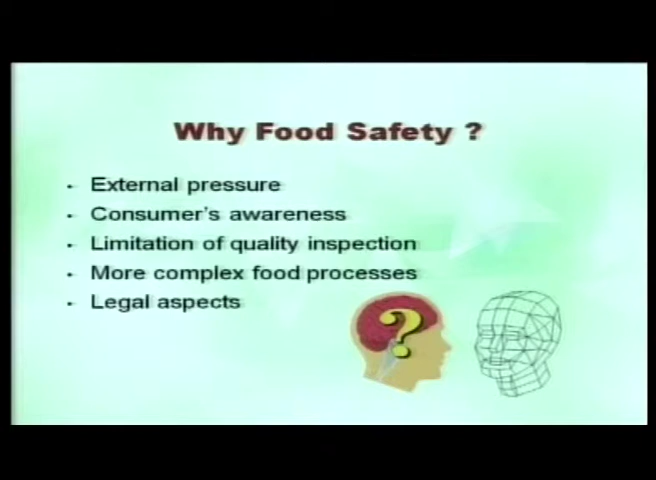 Why Food Safety ?
• External pressure
• Consumer's awareness
• Limitation of quality inspection
• More complex food processes
• Legal aspects
?